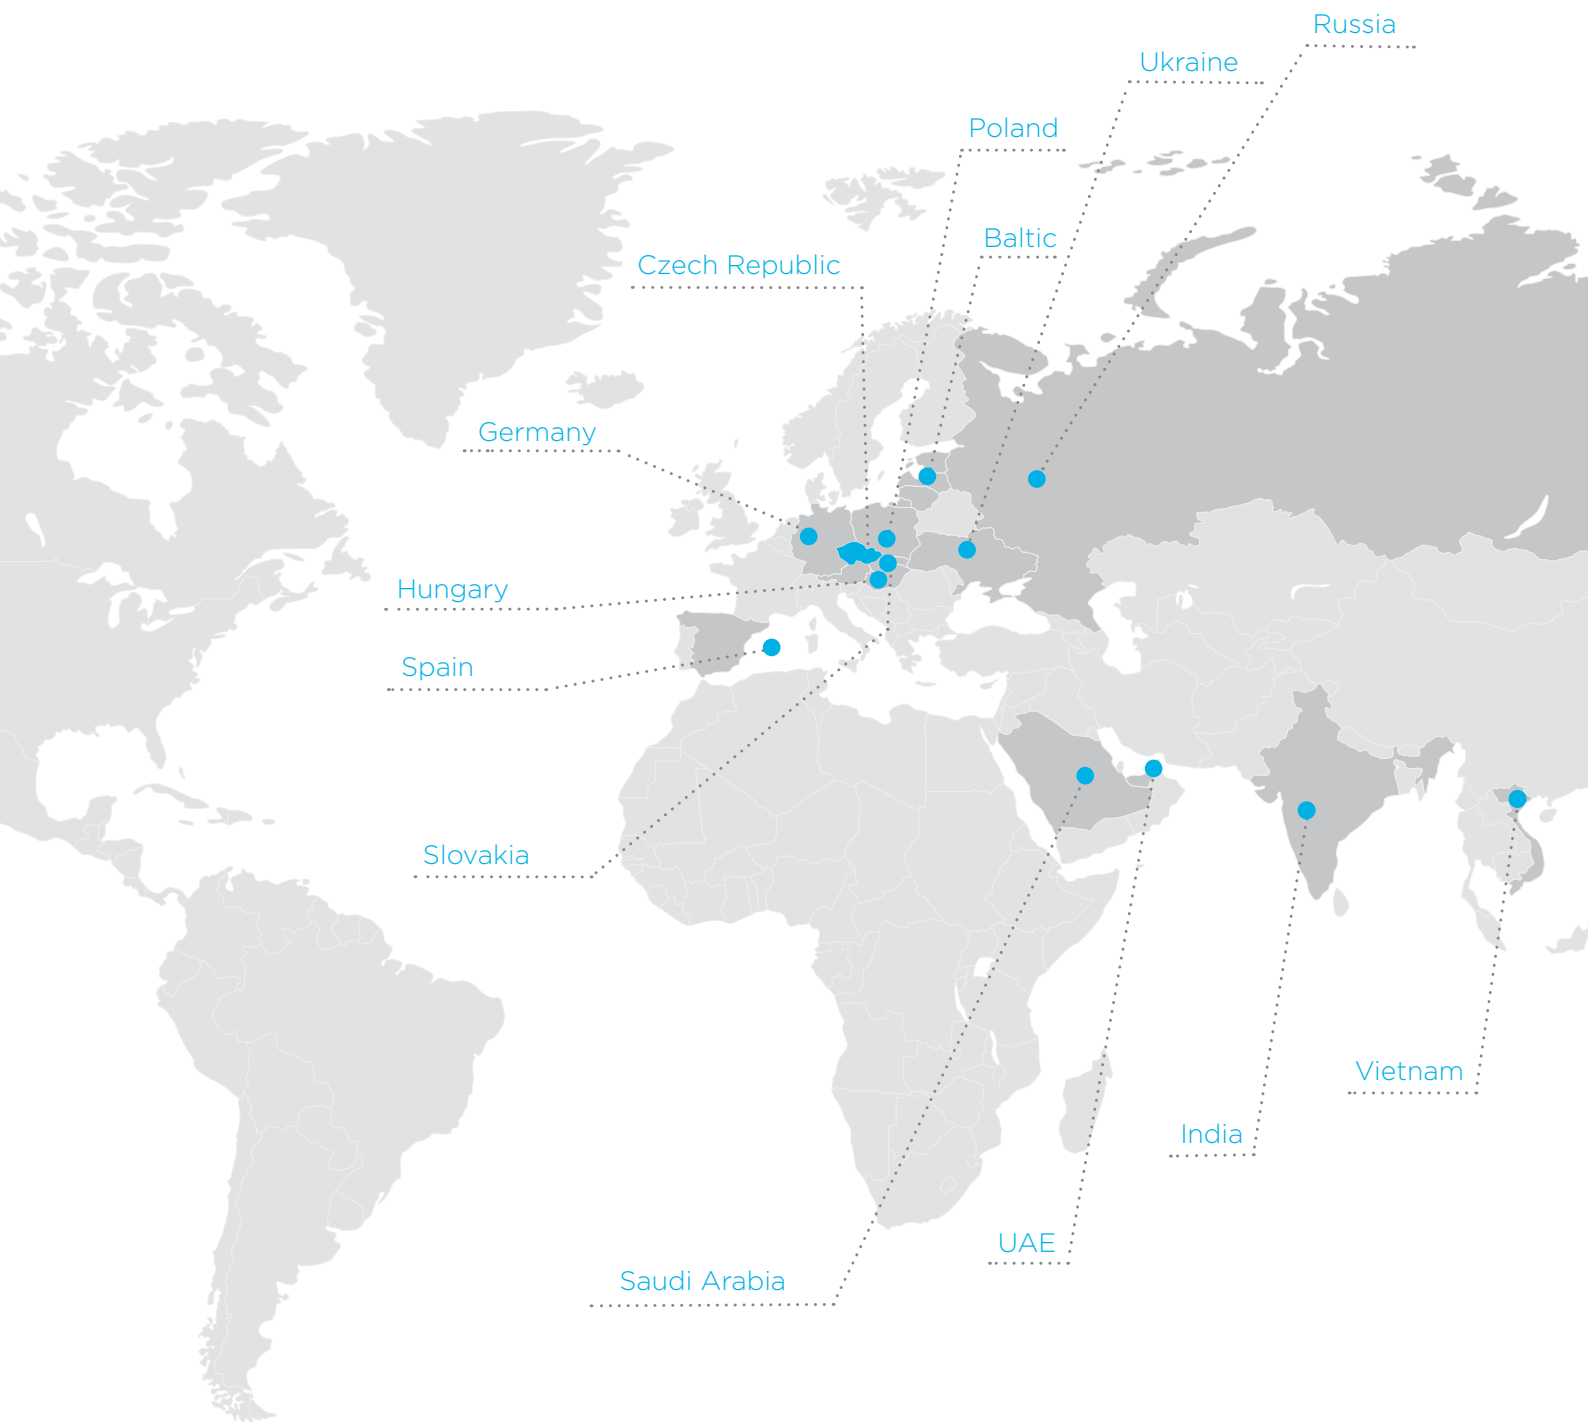 Russia
Ukraine
Poland
Baltic
Czech Republic
Germany
Hungary
Spain
Slovakia
Vietnam
India
UAE
Saudi Arabia